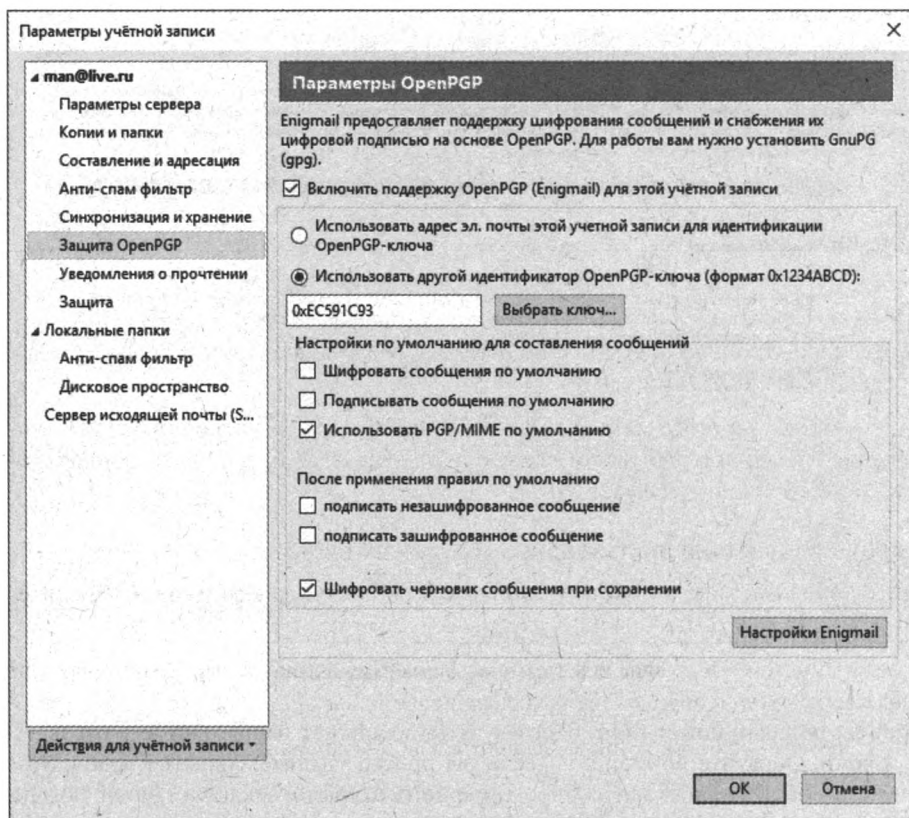 Параметры учётной записи
man@live.ru
Параметры сервера
Копии и папки
Составление и адресация
Анти-спам фильтр
Синхронизация и хранение
Защита OpenPGP
Уведомления о прочтении
Защита
Локальные папки
Анти-спам фильтр
Дисковое пространство
Сервер исходящей почты (S...
Действия для учётной записи
Параметры OpenPGP
Enigmail предоставляет поддержку шифрования сообщений и снабжения их
цифровой подписью на основе OpenPGP. Для работы вам нужно установить GnuPG
(gpg).
Включить поддержку OpenPGP (Enigmail) для этой учётной записи
Использовать адрес эл. почты этой учетной записи для идентификации
OpenPGP-ключа
Использовать другой идентификатор OpenPGP-ключа (формат 0x1234ABCD):
0xEC591C93
Выбрать ключ...
Настройки по умолчанию для составления сообщений
Шифровать сообщения по умолчанию
Подписывать сообщения по умолчанию
Использовать PGP/MIME по умолчанию
После применения правил по умолчанию
подписать незашифрованное сообщение
подписать зашифрованное сообщение
Шифровать черновик сообщения при сохранении
Настройки Enigmail
OK
Отмена